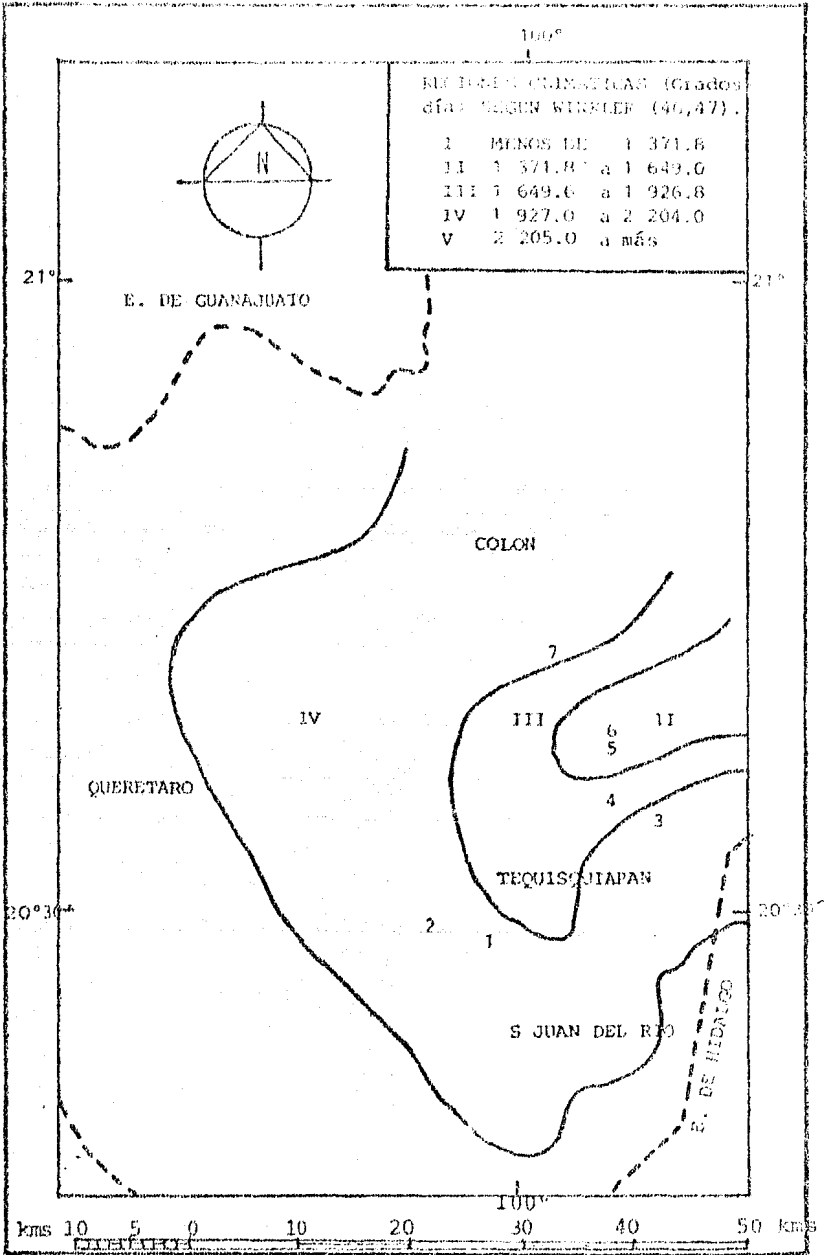 100°
REGIONES CLIMATICAS (Grados
día) SEGUN WINKLER (46,47).
I MENOS DE 1 371.8
II 1 371.8 a 1 649.0
III 1 649.6 a 1 926.8
IV 1 927.0 a 2 204.0
V 2 205.0 a más
N
21° 21°
E. DE GUANAJUATO
COLON
7
IV III 6 II
5
QUERETARO
4
3
TEQUISQUIAPAN
20°30' 20°30'
2
1
S JUAN DEL RIO
E. DE HIDALGO
100°
kms 10 5 0 10 20 30 40 50 kms